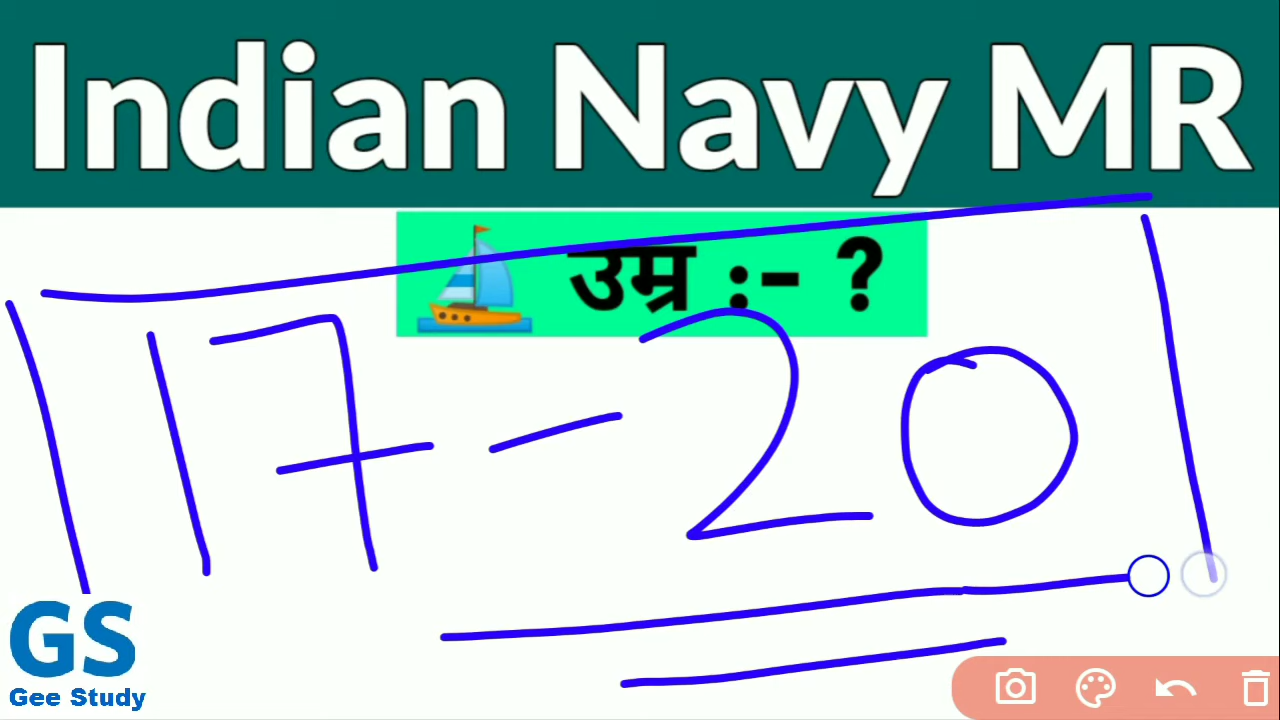 Indian Navy MR
उम्र :- ?
17-20
GS
Gee Study